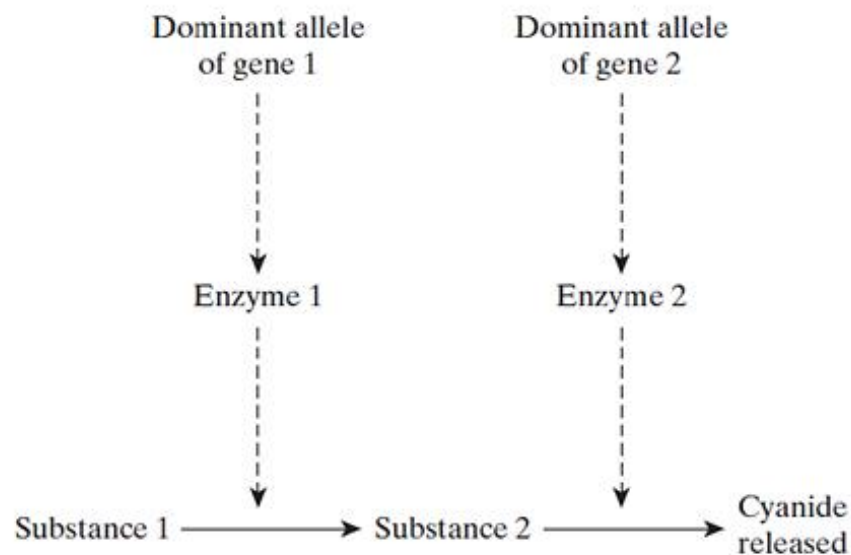 Dominant allele
of gene 1
Dominant allele
of gene 2
Enzyme 1
Enzyme 2
Substance 1
Substance 2
Cyanide
released